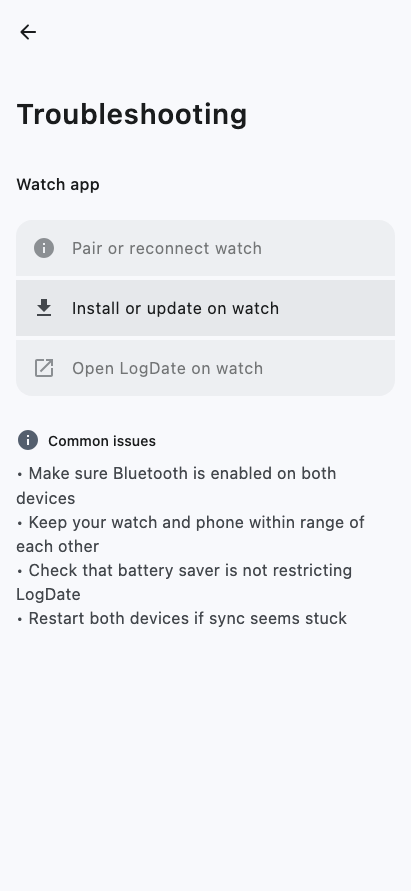 Troubleshooting
Watch app
Pair or reconnect watch
Install or update on watch
Open LogDate on watch
Common issues
• Make sure Bluetooth is enabled on both
devices
• Keep your watch and phone within range of
each other
• Check that battery saver is not restricting
LogDate
• Restart both devices if sync seems stuck